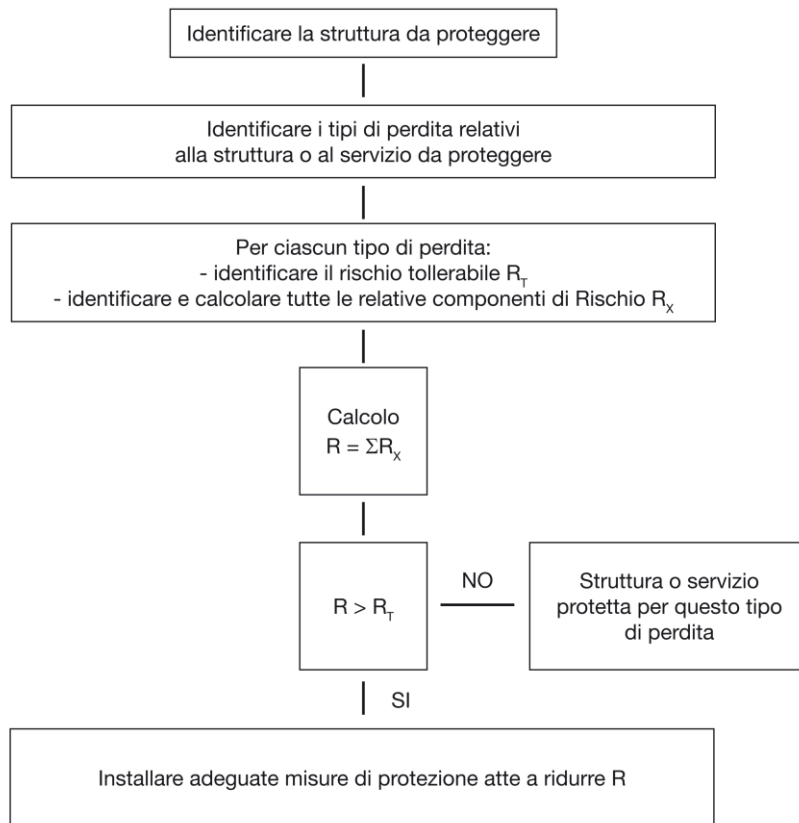 Identificare la struttura da proteggere
Identificare i tipi di perdita relativi
alla struttura o al servizio da proteggere
Per ciascun tipo di perdita:
- identificare il rischio tollerabile R_T
- identificare e calcolare tutte le relative componenti di Rischio R_X
Calcolo
R = ΣR_X
R > R_T
NO
Struttura o servizio
protetta per questo tipo
di perdita
SI
Installare adeguate misure di protezione atte a ridurre R